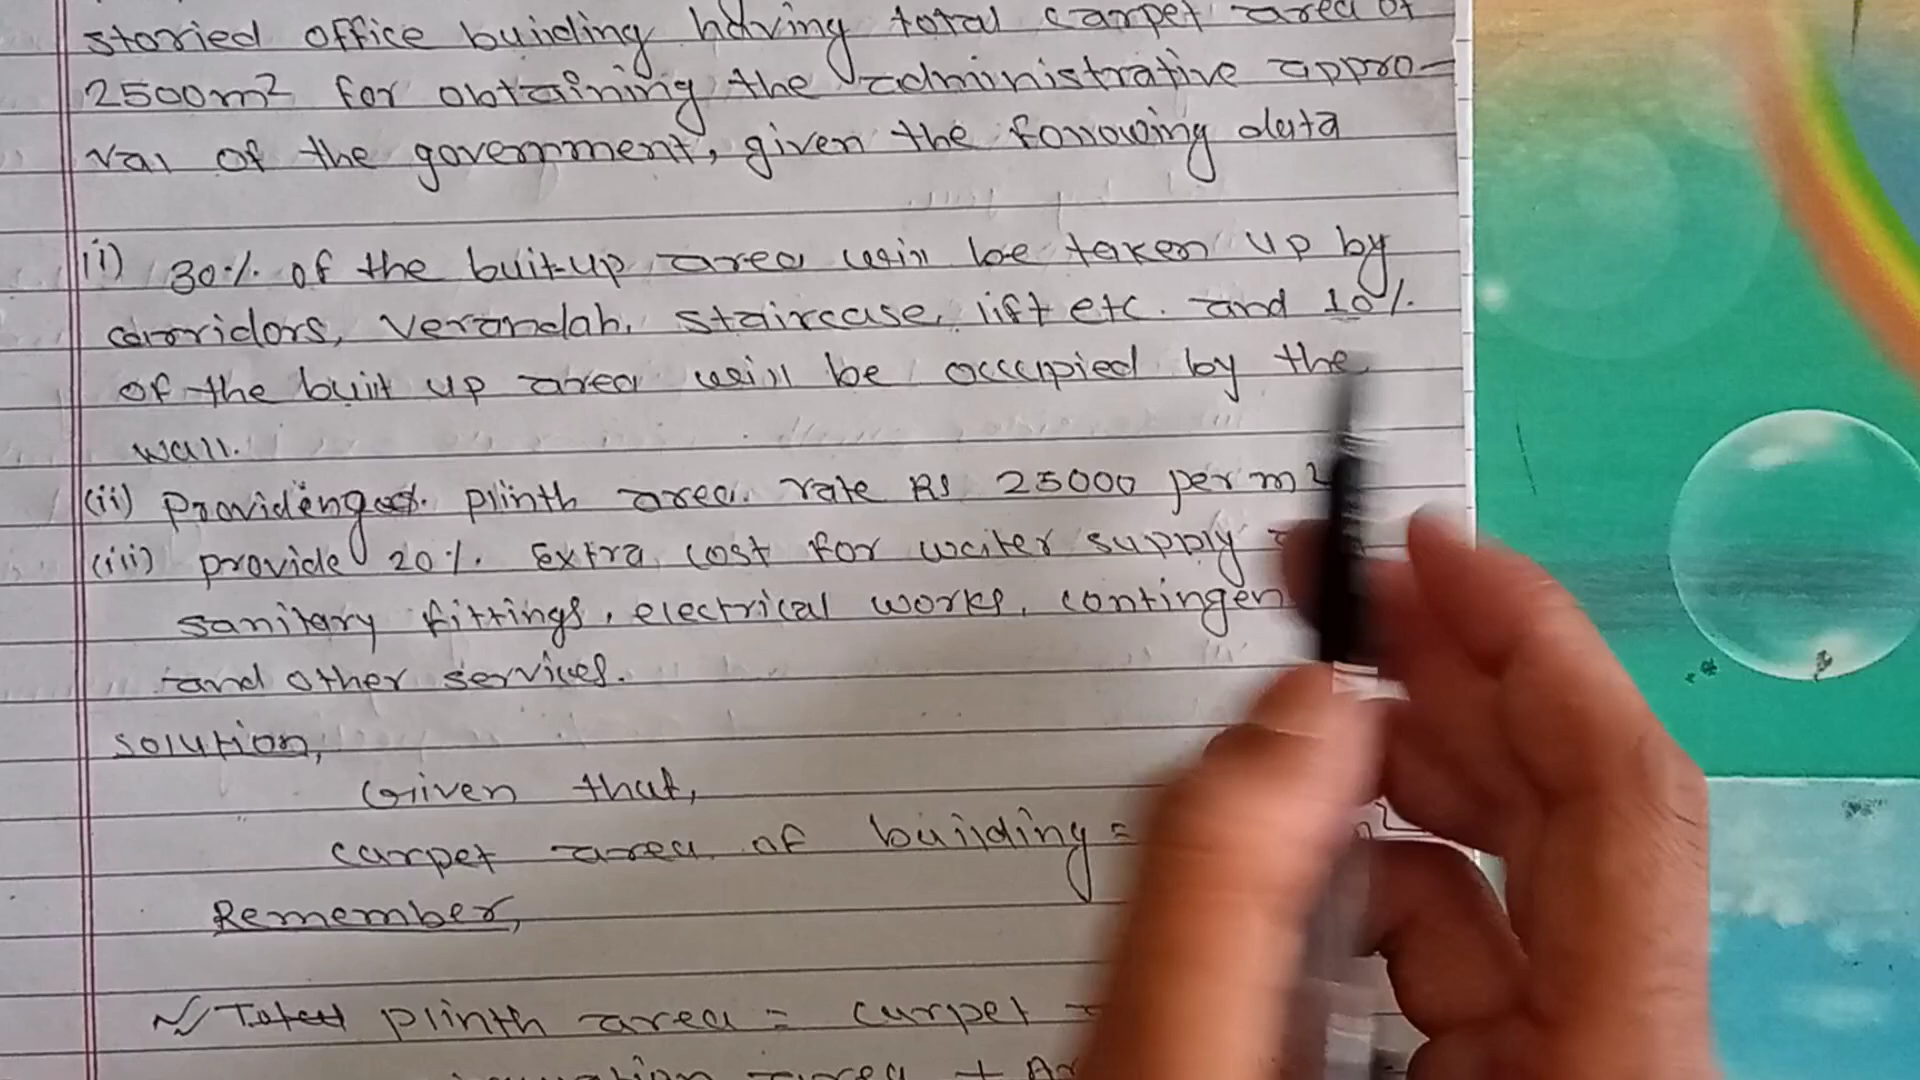 storied office building having total carpet area of
2500m² for obtaining the administrative appro-
val of the government, given the following data
i) 30% of the buit-up area will be taken up by
corridors, verandah, staircase, lift etc. and 10%
of the built up area will be occupied by the
wall.
(ii) Providing plinth area rate Rs 25000 per m²
(iii) provide 20% Extra cost for water supply
sanitary fittings, electrical works, contingen
and other services.
solution,
Given that,
carpet area of building =
Remember,
plinth area = carpet
area +